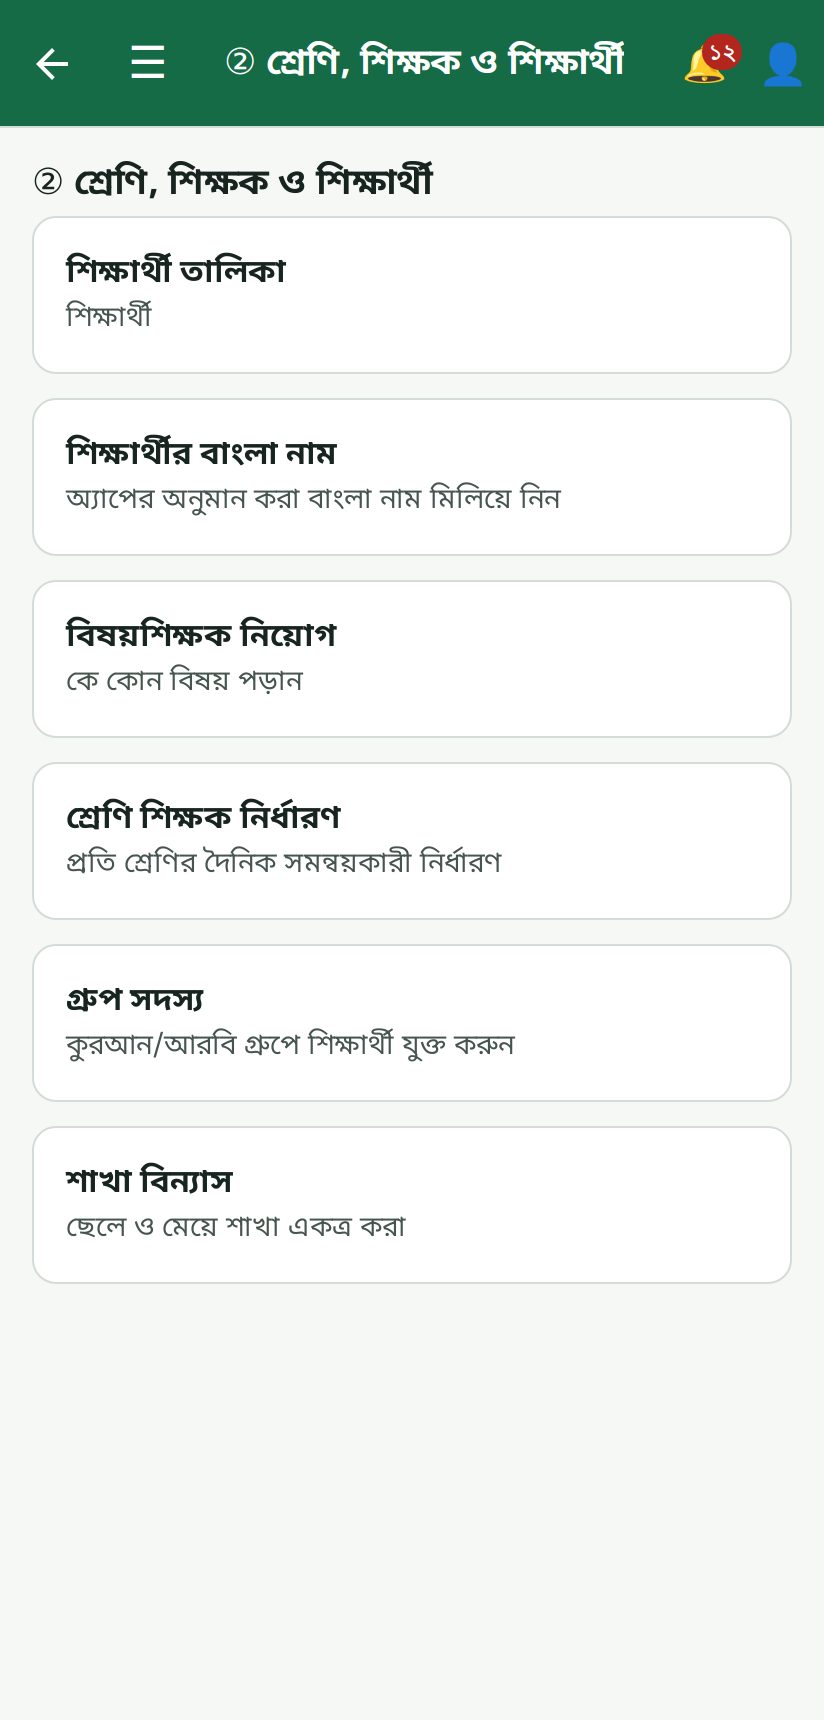 ② শ্রেণি, শিক্ষক ও শিক্ষার্থী
১২
② শ্রেণি, শিক্ষক ও শিক্ষার্থী
শিক্ষার্থী তালিকা
শিক্ষার্থী
শিক্ষার্থীর বাংলা নাম
অ্যাপের অনুমান করা বাংলা নাম মিলিয়ে নিন
বিষয়শিক্ষক নিয়োগ
কে কোন বিষয় পড়ান
শ্রেণি শিক্ষক নির্ধারণ
প্রতি শ্রেণির দৈনিক সমন্বয়কারী নির্ধারণ
গ্রুপ সদস্য
কুরআন/আরবি গ্রুপে শিক্ষার্থী যুক্ত করুন
শাখা বিন্যাস
ছেলে ও মেয়ে শাখা একত্র করা